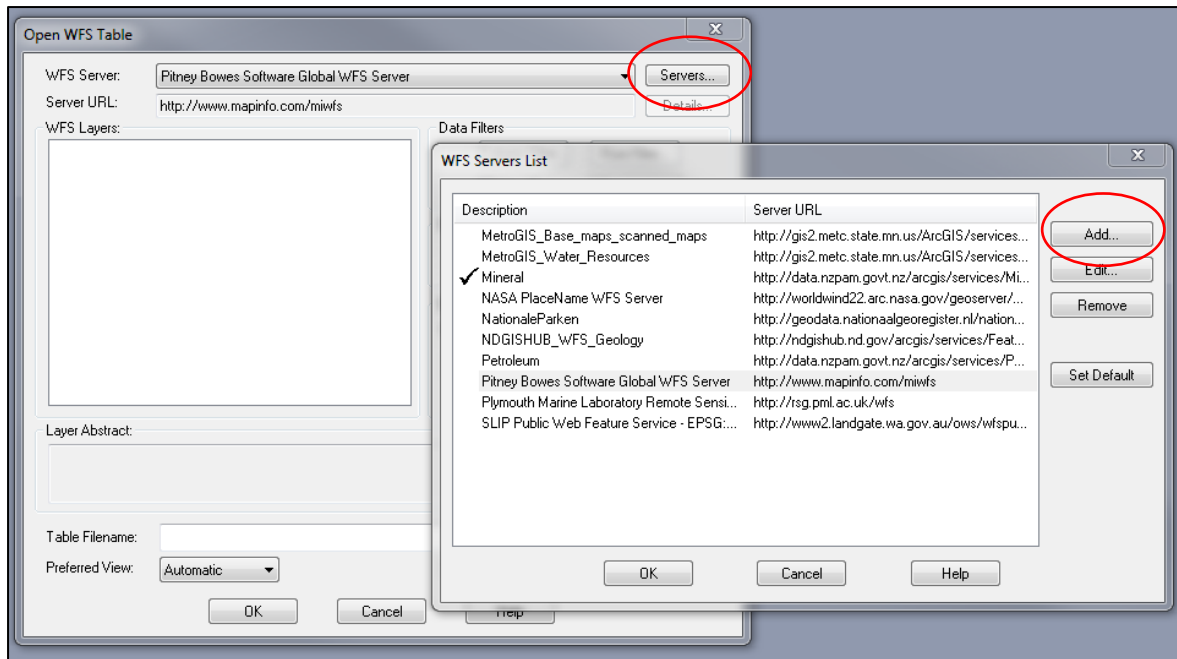 Open WFS Table
WFS Server: Pitney Bowes Software Global WFS Server Servers...
Server URL: http://www.mapinfo.com/miwfs Details...
WFS Layers: Data Filters
WFS Servers List
Description Server URL
MetroGIS_Base_maps_scanned_maps http://gis2.metc.state.mn.us/ArcGIS/services...
MetroGIS_Water_Resources http://gis2.metc.state.mn.us/ArcGIS/services...
Mineral http://data.nzpam.govt.nz/arcgis/services/Mi...
NASA PlaceName WFS Server http://worldwind22.arc.nasa.gov/geoserver/...
NationaleParken http://geodata.nationaalgeoregister.nl/nation...
NDGISHUB_WFS_Geology http://ndgishub.nd.gov/arcgis/services/Feat...
Petroleum http://data.nzpam.govt.nz/arcgis/services/P...
Pitney Bowes Software Global WFS Server http://www.mapinfo.com/miwfs
Plymouth Marine Laboratory Remote Sensi... http://rsg.pml.ac.uk/wfs
SLIP Public Web Feature Service - EPSG:... http://www2.landgate.wa.gov.au/ows/wfspu...
Add...
Edit...
Remove
Set Default
OK Cancel Help
Layer Abstract:
Table Filename:
Preferred View: Automatic
OK Cancel Help